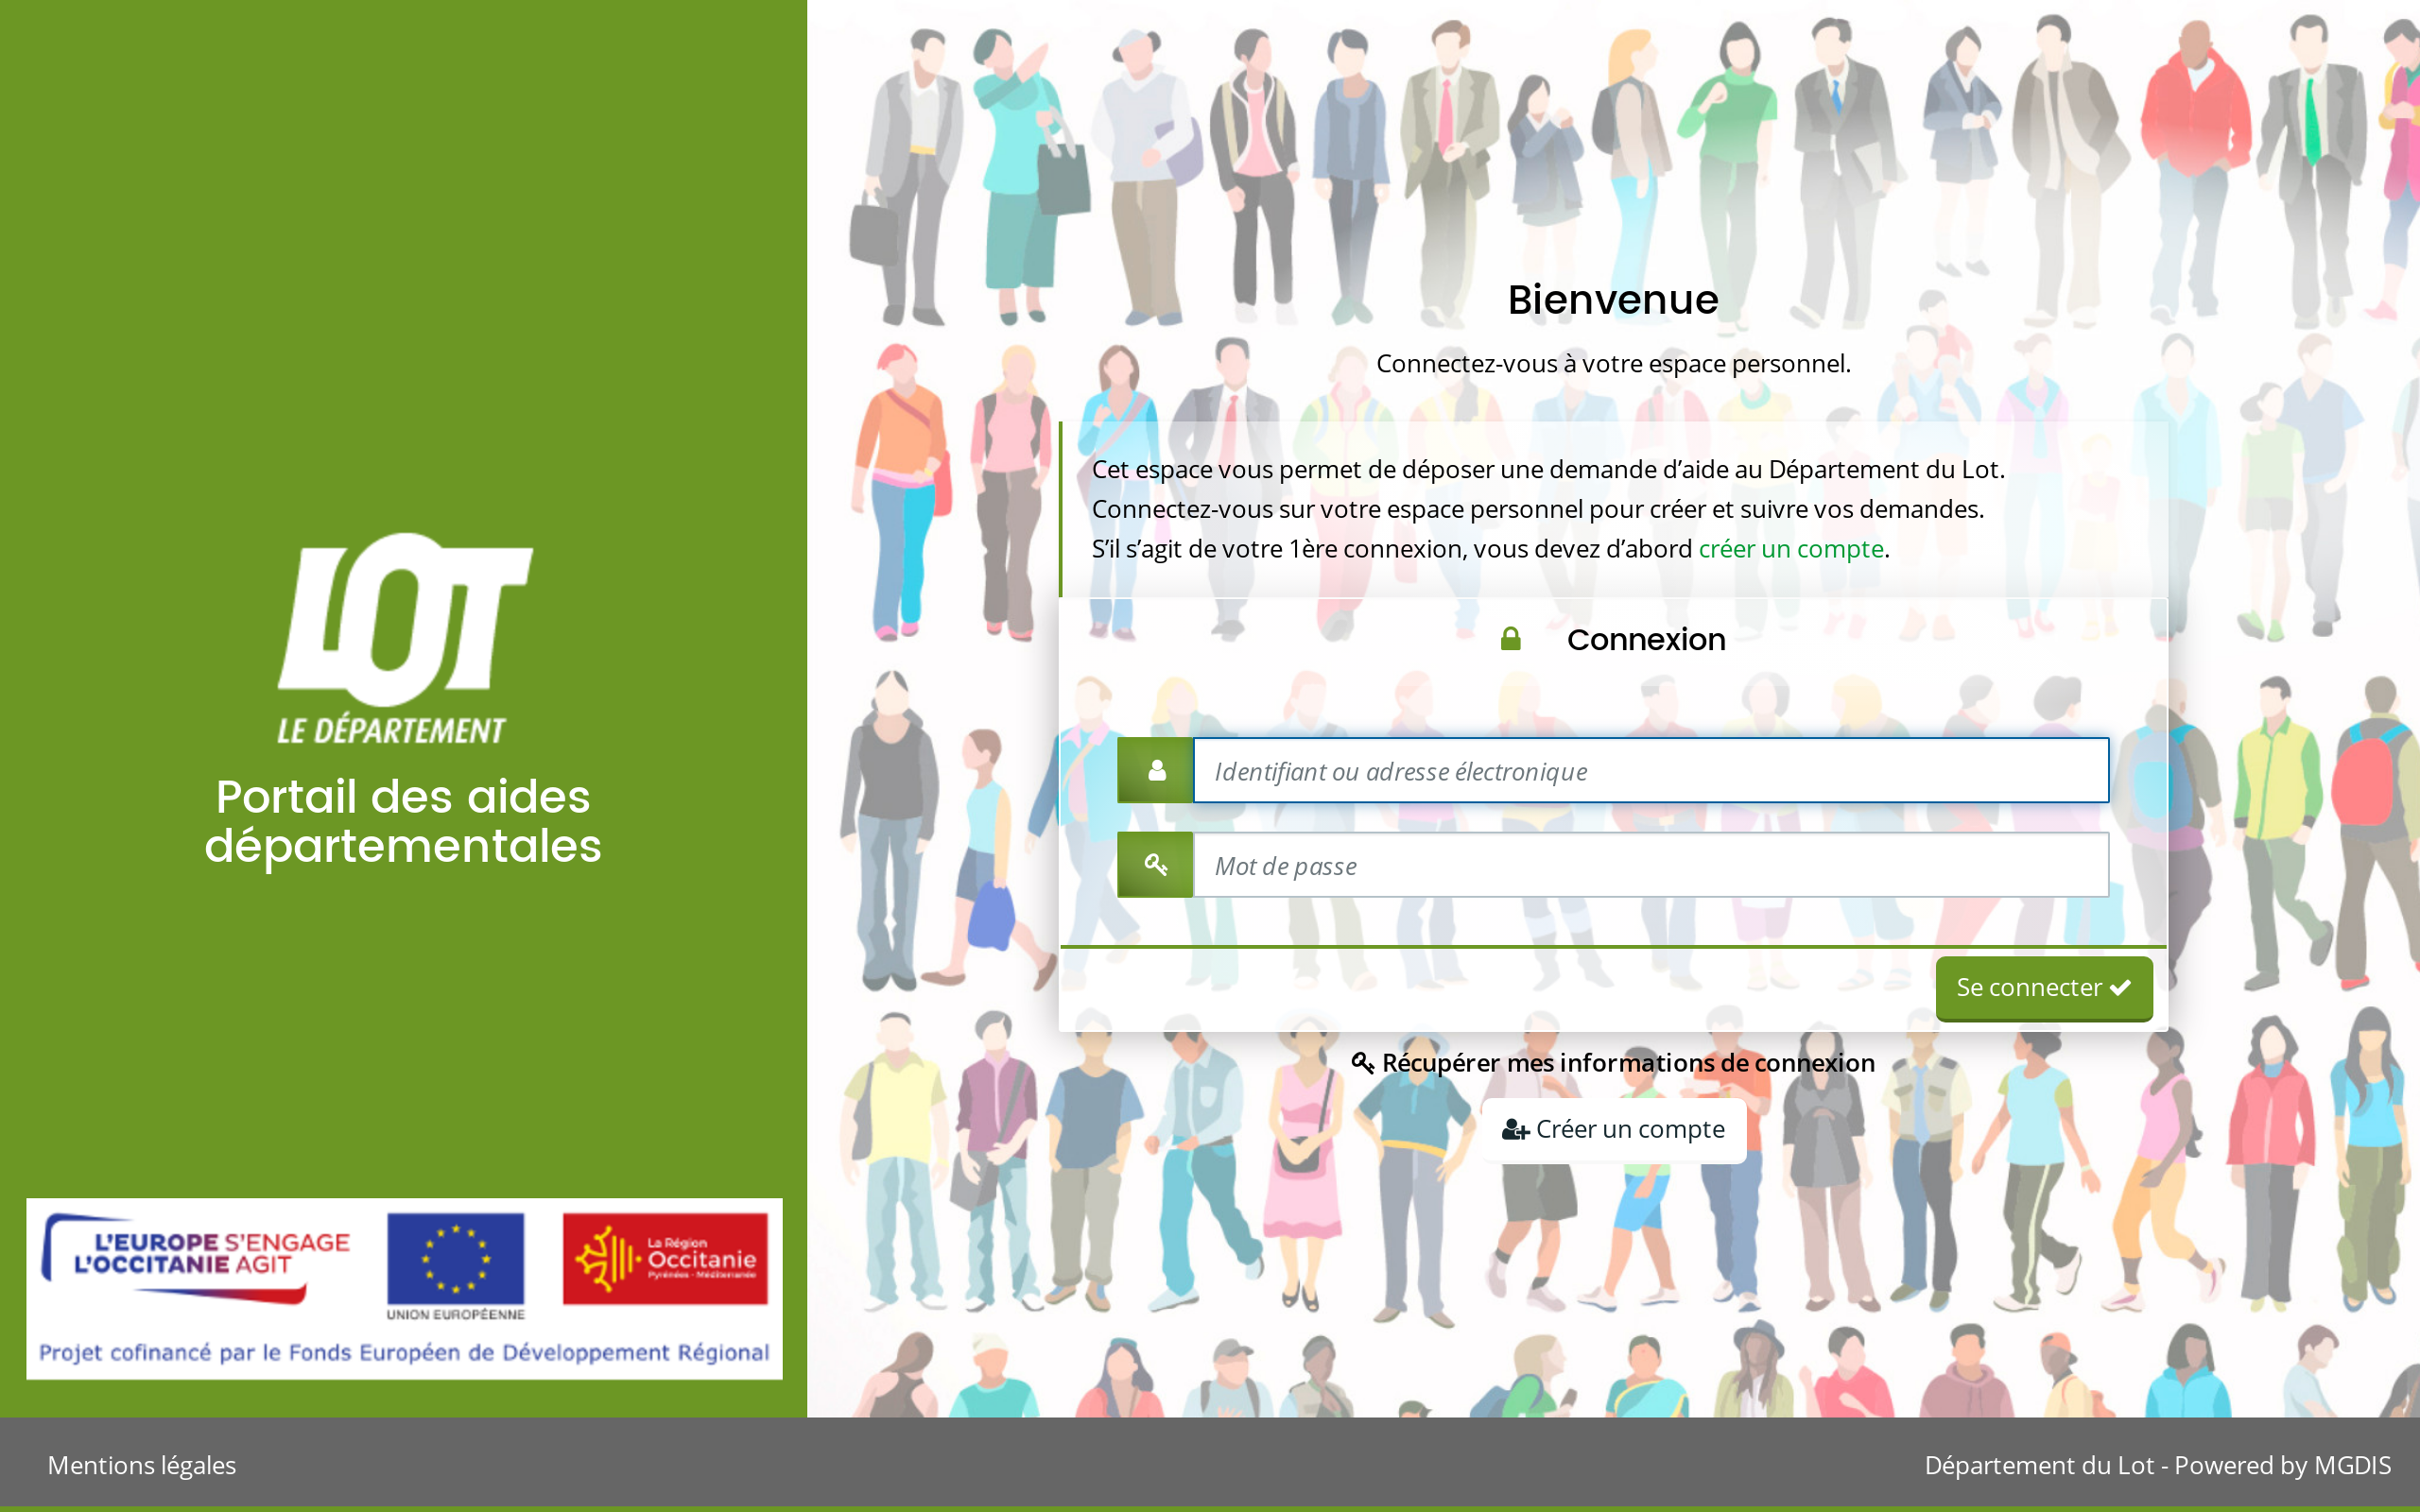 LOT
LE DÉPARTEMENT
Portail des aides
départementales
L'EUROPE S'ENGAGE
L'OCCITANIE AGIT
UNION EUROPÉENNE
La Région
Occitanie
Pyrénées - Méditerranée
Projet cofinancé par le Fonds Européen de Développement Régional
Bienvenue
Connectez-vous à votre espace personnel.
Cet espace vous permet de déposer une demande d’aide au Département du Lot.
Connectez-vous sur votre espace personnel pour créer et suivre vos demandes.
S’il s’agit de votre 1ère connexion, vous devez d’abord créer un compte.
Connexion
Identifiant ou adresse électronique
Mot de passe
Se connecter
Récupérer mes informations de connexion
Créer un compte
Mentions légales
Département du Lot - Powered by MGDIS